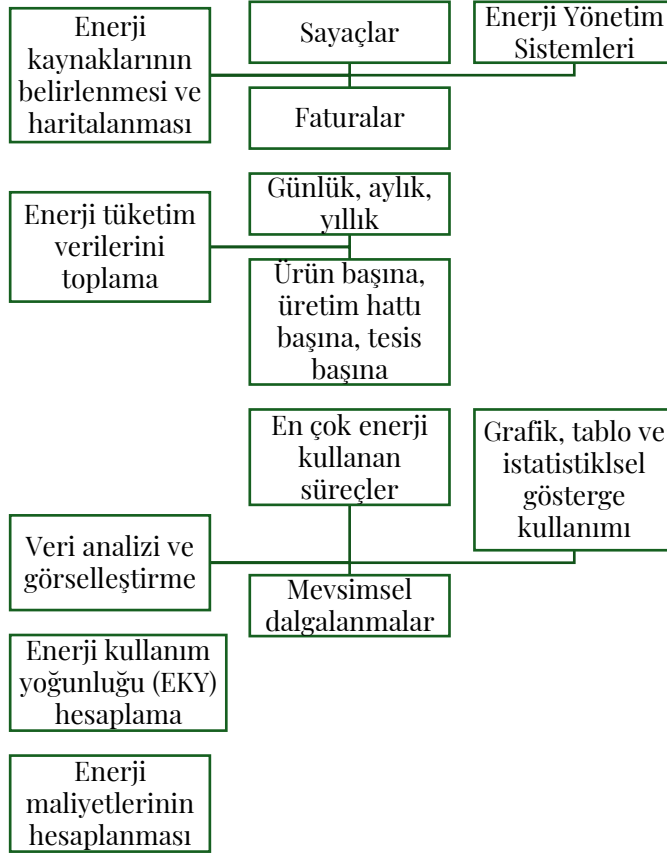 Enerji
kaynaklarının
belirlenmesi ve
haritalanması
Sayaçlar
Faturalar
Enerji Yönetim
Sistemleri
Enerji tüketim
verilerini
toplama
Günlük, aylık,
yıllık
Ürün başına,
üretim hattı
başına, tesis
başına
Veri analizi ve
görselleştirme
En çok enerji
kullanan
süreçler
Mevsimsel
dalgalanmalar
Grafik, tablo ve
istatistiklsel
gösterge
kullanımı
Enerji kullanım
yoğunluğu (EKY)
hesaplama
Enerji
maliyetlerinin
hesaplanması